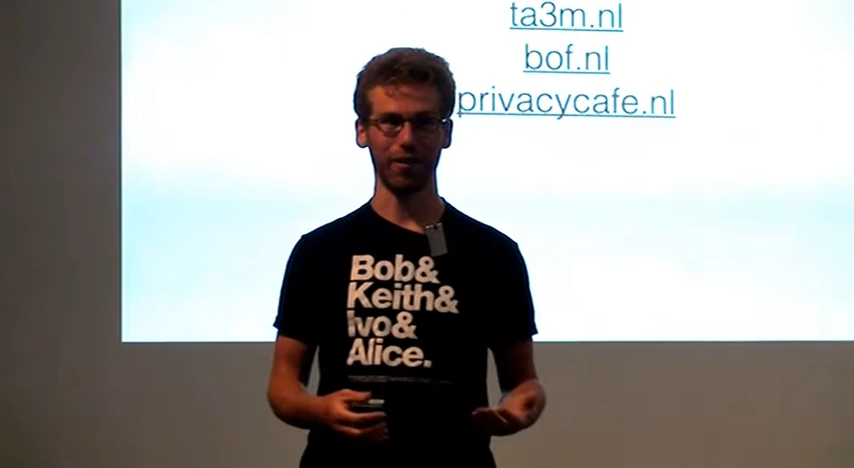 ta3m.nl
bof.nl
privacycafe.nl
Bob&
Keith&
Ivo&
Alice.